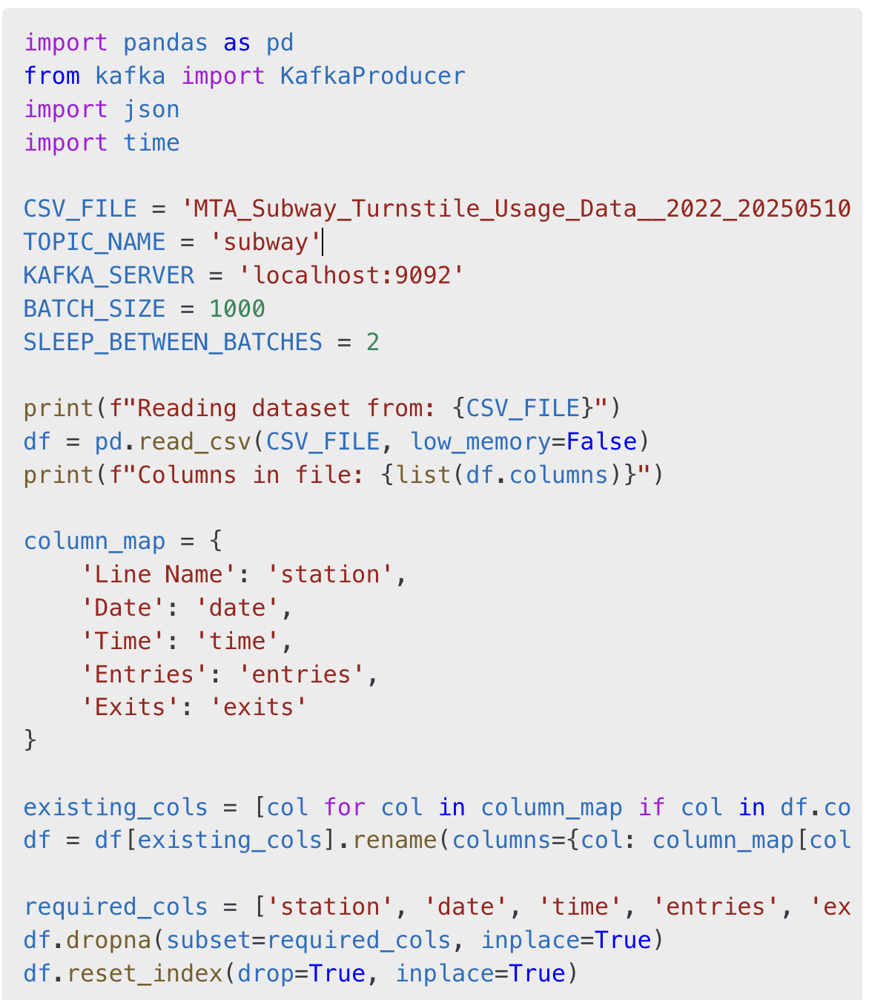 import pandas as pd
from kafka import KafkaProducer
import json
import time
CSV_FILE = 'MTA_Subway_Turnstile_Usage_Data__2022_20250510
TOPIC_NAME = 'subway'
KAFKA_SERVER = 'localhost:9092'
BATCH_SIZE = 1000
SLEEP_BETWEEN_BATCHES = 2
print(f"Reading dataset from: {CSV_FILE}")
df = pd.read_csv(CSV_FILE, low_memory=False)
print(f"Columns in file: {list(df.columns)}")
column_map = {
    'Line Name': 'station',
    'Date': 'date',
    'Time': 'time',
    'Entries': 'entries',
    'Exits': 'exits'
}
existing_cols = [col for col in column_map if col in df.co
df = df[existing_cols].rename(columns={col: column_map[col
required_cols = ['station', 'date', 'time', 'entries', 'ex
df.dropna(subset=required_cols, inplace=True)
df.reset_index(drop=True, inplace=True)